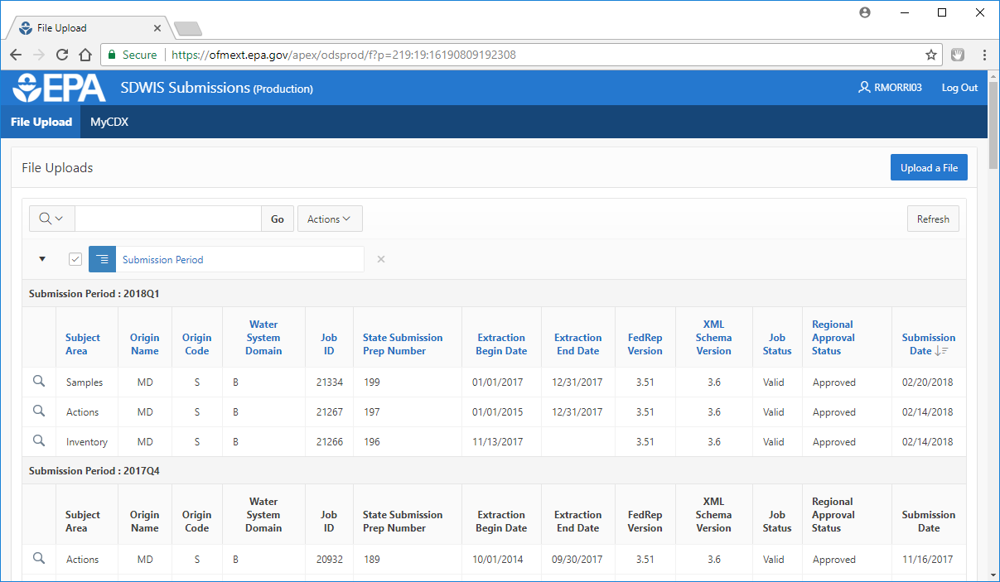 File Upload
Secure https://ofmext.epa.gov/apex/odsprod/f?p=219:19:16190809192308
EPA SDWIS Submissions (Production) RMORRI03 Log Out
File Upload MyCDX
File Uploads Upload a File
Go Actions Refresh
Submission Period
Submission Period : 2018Q1
Subject Area Origin Name Origin Code Water System Domain Job ID State Submission Prep Number Extraction Begin Date Extraction End Date FedRep Version XML Schema Version Job Status Regional Approval Status Submission Date
Samples MD S B 21334 199 01/01/2017 12/31/2017 3.51 3.6 Valid Approved 02/20/2018
Actions MD S B 21267 197 01/01/2015 12/31/2017 3.51 3.6 Valid Approved 02/14/2018
Inventory MD S B 21266 196 11/13/2017 3.51 3.6 Valid Approved 02/14/2018
Submission Period : 2017Q4
Subject Area Origin Name Origin Code Water System Domain Job ID State Submission Prep Number Extraction Begin Date Extraction End Date FedRep Version XML Schema Version Job Status Regional Approval Status Submission Date
Actions MD S B 20932 189 10/01/2014 09/30/2017 3.51 3.6 Valid Approved 11/16/2017